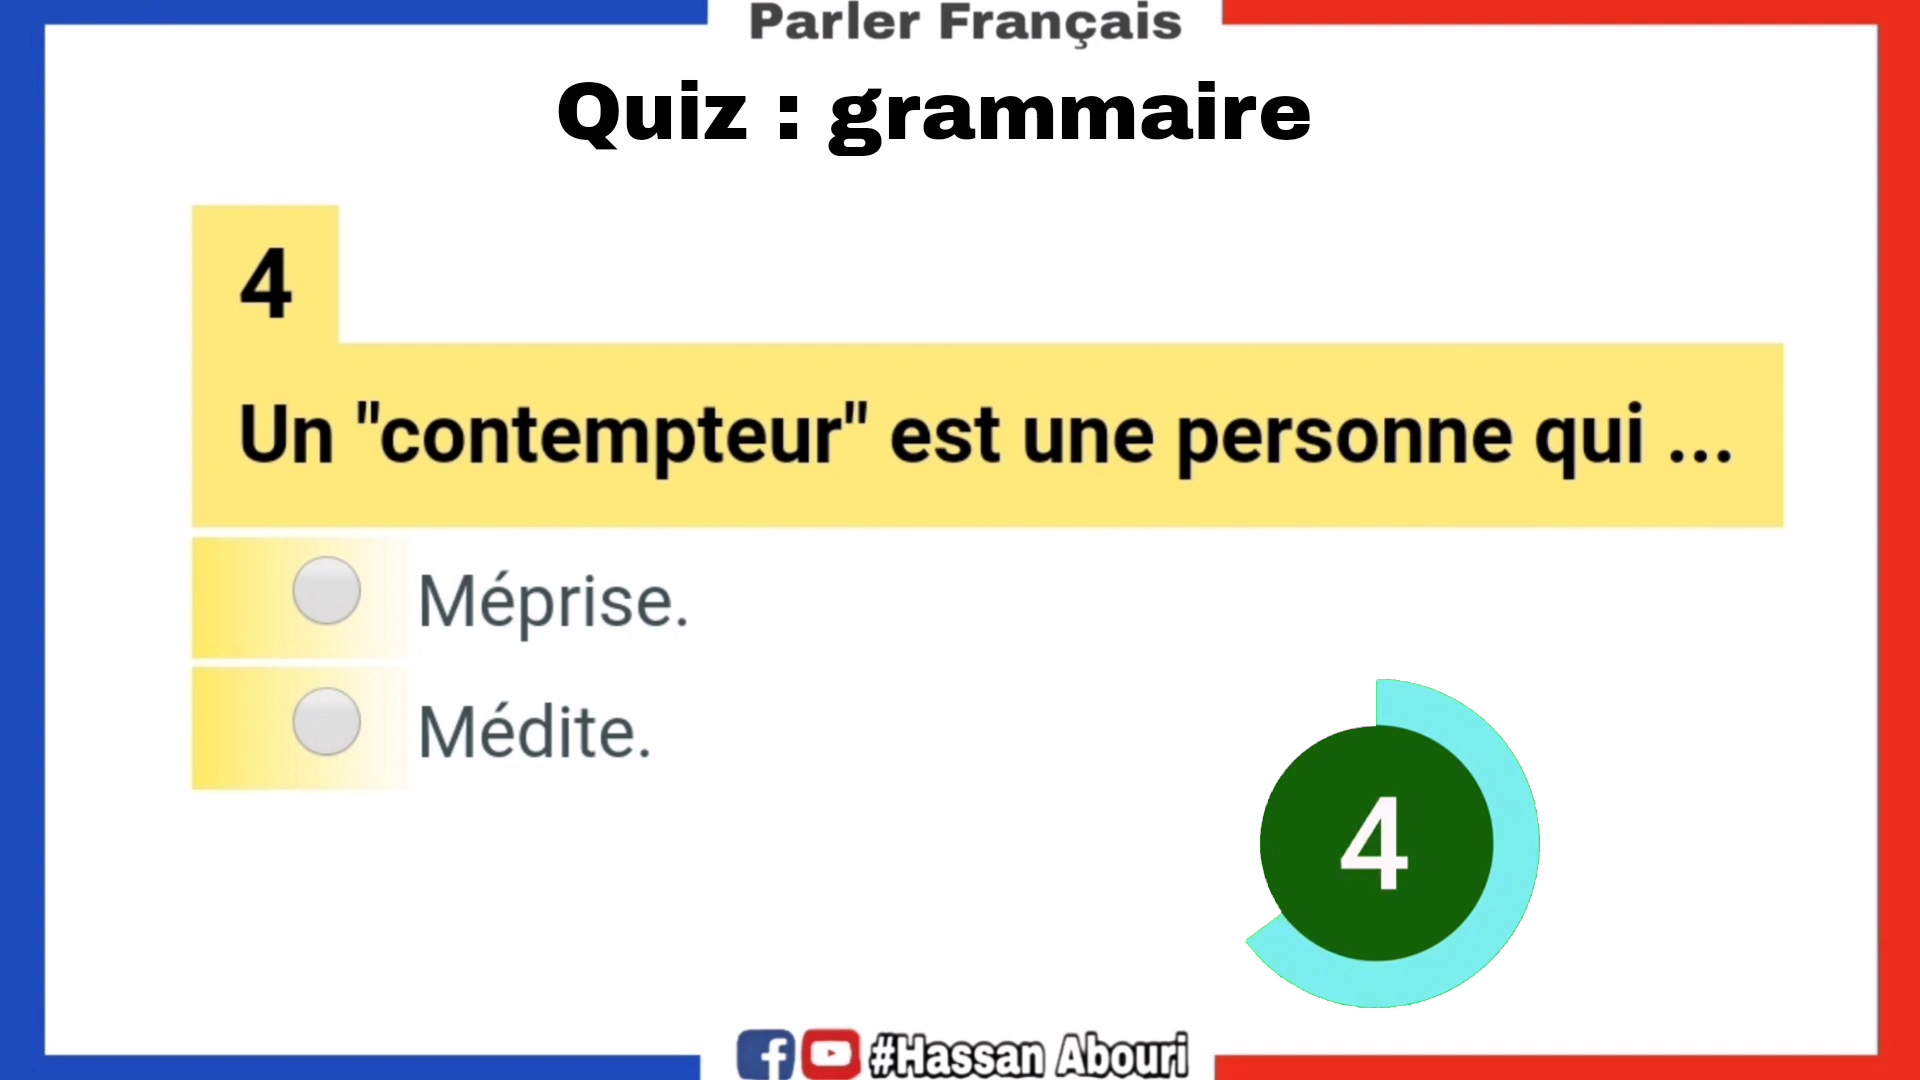 Parler Français
Quiz : grammaire
4
Un "contempteur" est une personne qui ...
Méprise.
Médite.
4
#Hassan Abouri